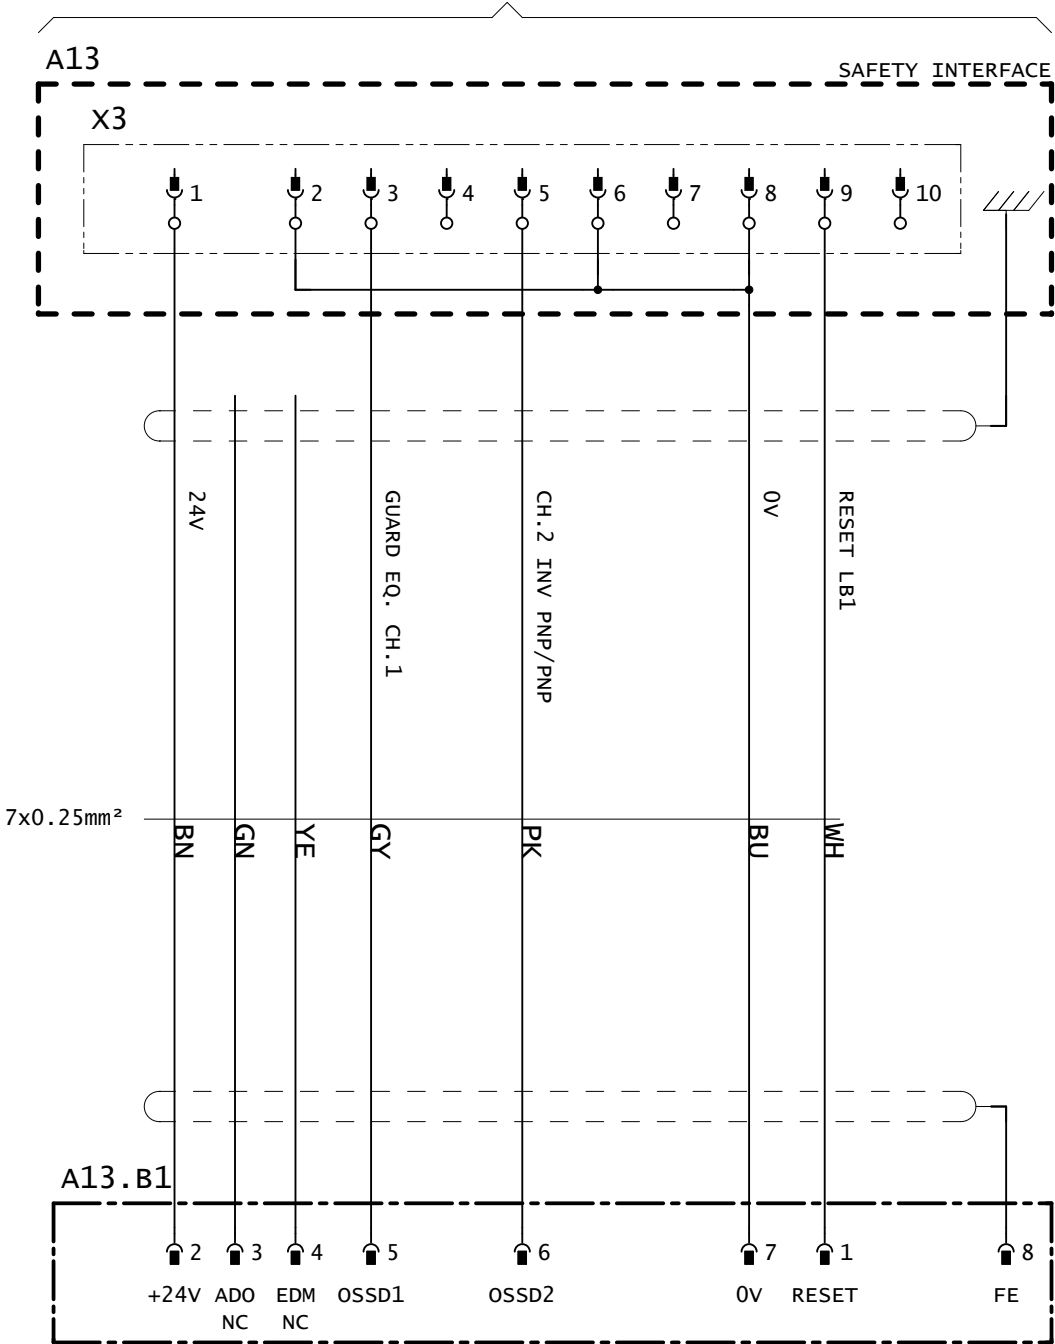 A13
SAFETY INTERFACE
X3
1 2 3 4 5 6 7 8 9 10
24V
GUARD EQ. CH.1
CH.2 INV PNP/PNP
0V
RESET LB1
7x0.25mm²
BN GN YE GY PK BU WH
A13.B1
2 3 4 5 6 7 1 8
+24V ADO EDM OSSD1 OSSD2 0V RESET FE
NC NC